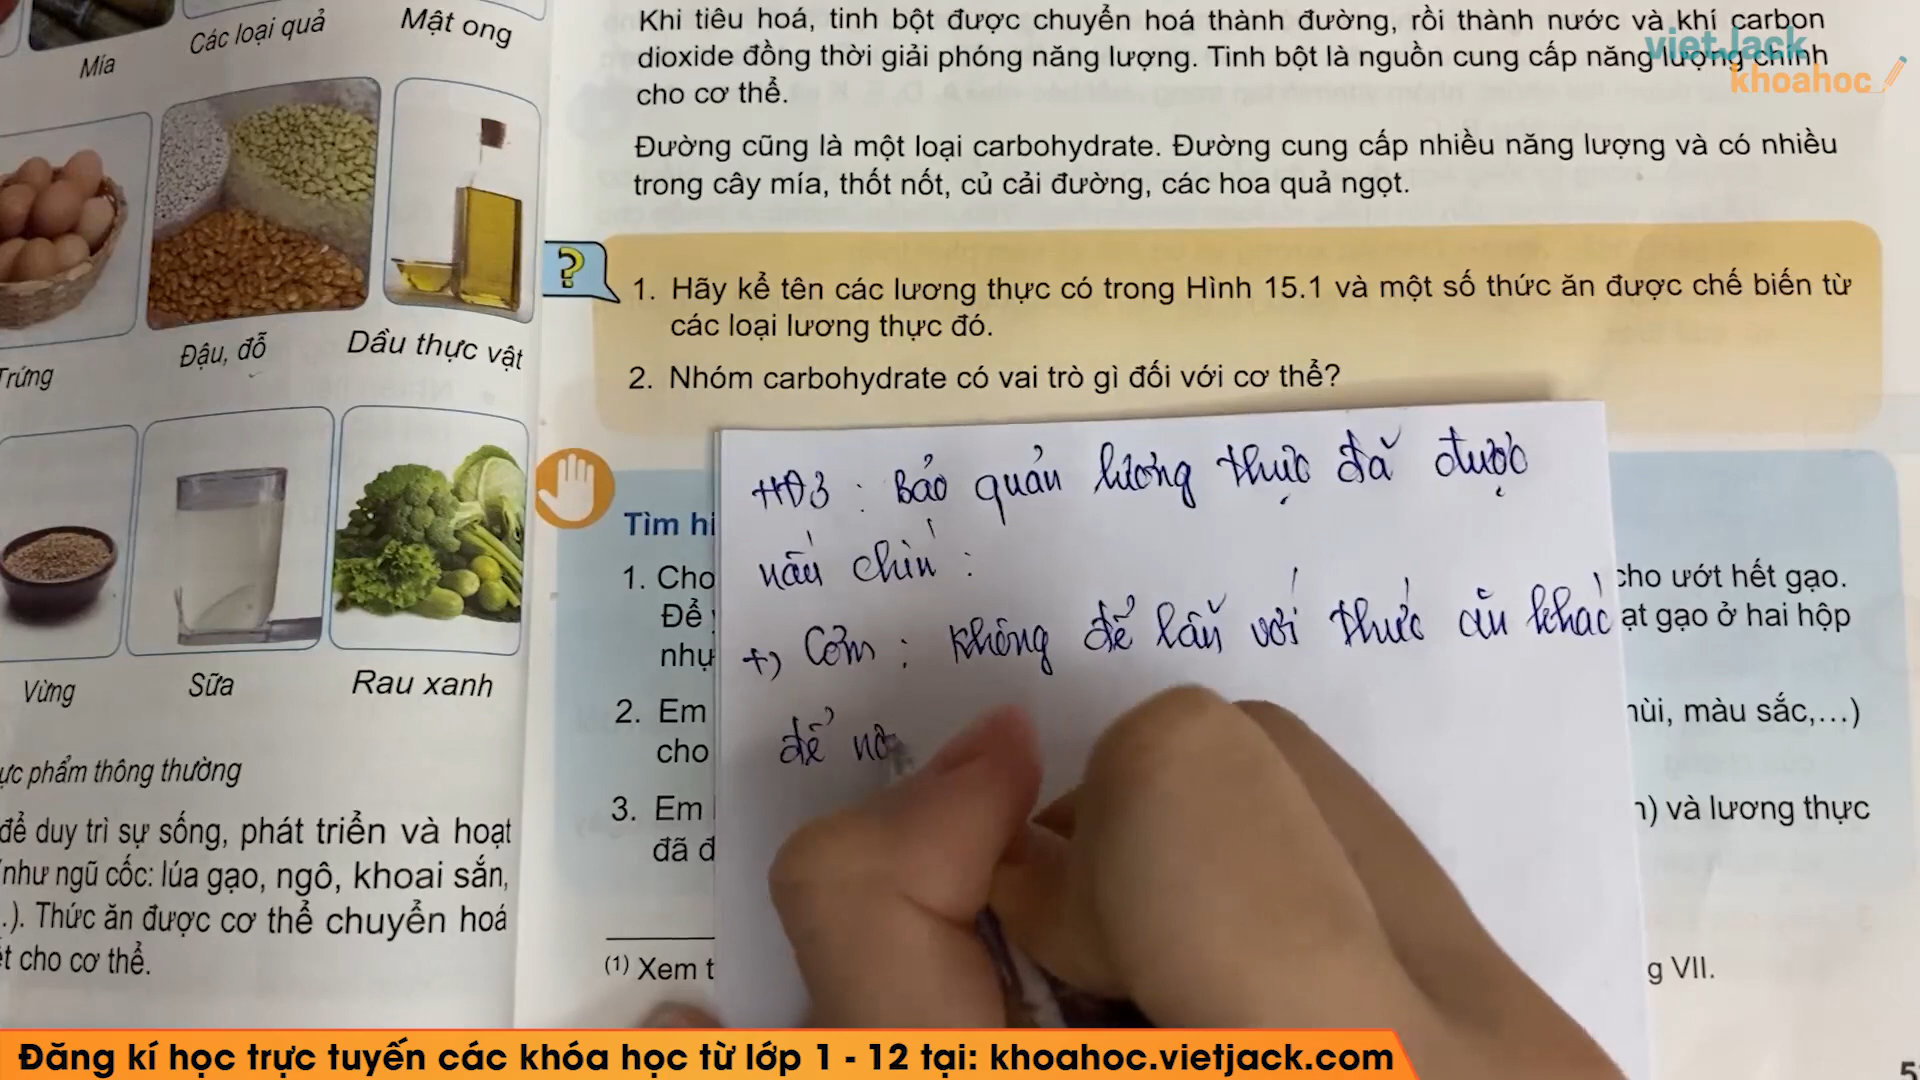 Mía
Các loại quả
Mật ong
Trứng
Đậu, đỗ
Dầu thực vật
Vừng
Sữa
Rau xanh
phẩm thông thường
để duy trì sự sống, phát triển và hoạt
như ngũ cốc: lúa gạo, ngô, khoai sắn,
..). Thức ăn được cơ thể chuyển hoá
cho cơ thể.
Khi tiêu hoá, tinh bột được chuyển hoá thành đường, rồi thành nước và khí carbon
dioxide đồng thời giải phóng năng lượng. Tinh bột là nguồn cung cấp năng lượng chính
cho cơ thể.
Đường cũng là một loại carbohydrate. Đường cung cấp nhiều năng lượng và có nhiều
trong cây mía, thốt nốt, củ cải đường, các hoa quả ngọt.
vietJack
khoahoc
?
1. Hãy kể tên các lương thực có trong Hình 15.1 và một số thức ăn được chế biến từ
các loại lương thực đó.
2. Nhóm carbohydrate có vai trò gì đối với cơ thể?
Tìm hi
1. Cho
cho ướt hết gạo.
Để
ạt gạo ở hai hộp
như
2. Em
mùi, màu sắc,...)
cho
3. Em
) và lương thực
đã đ
(1) Xem t
g VII.
HĐ3 : Bảo quản lương thực đã được
nấu chín :
+) Cơm : Không để lẫn với thức ăn khác
để nơ
Đăng kí học trực tuyến các khóa học từ lớp 1 - 12 tại: khoahoc.vietjack.com
5